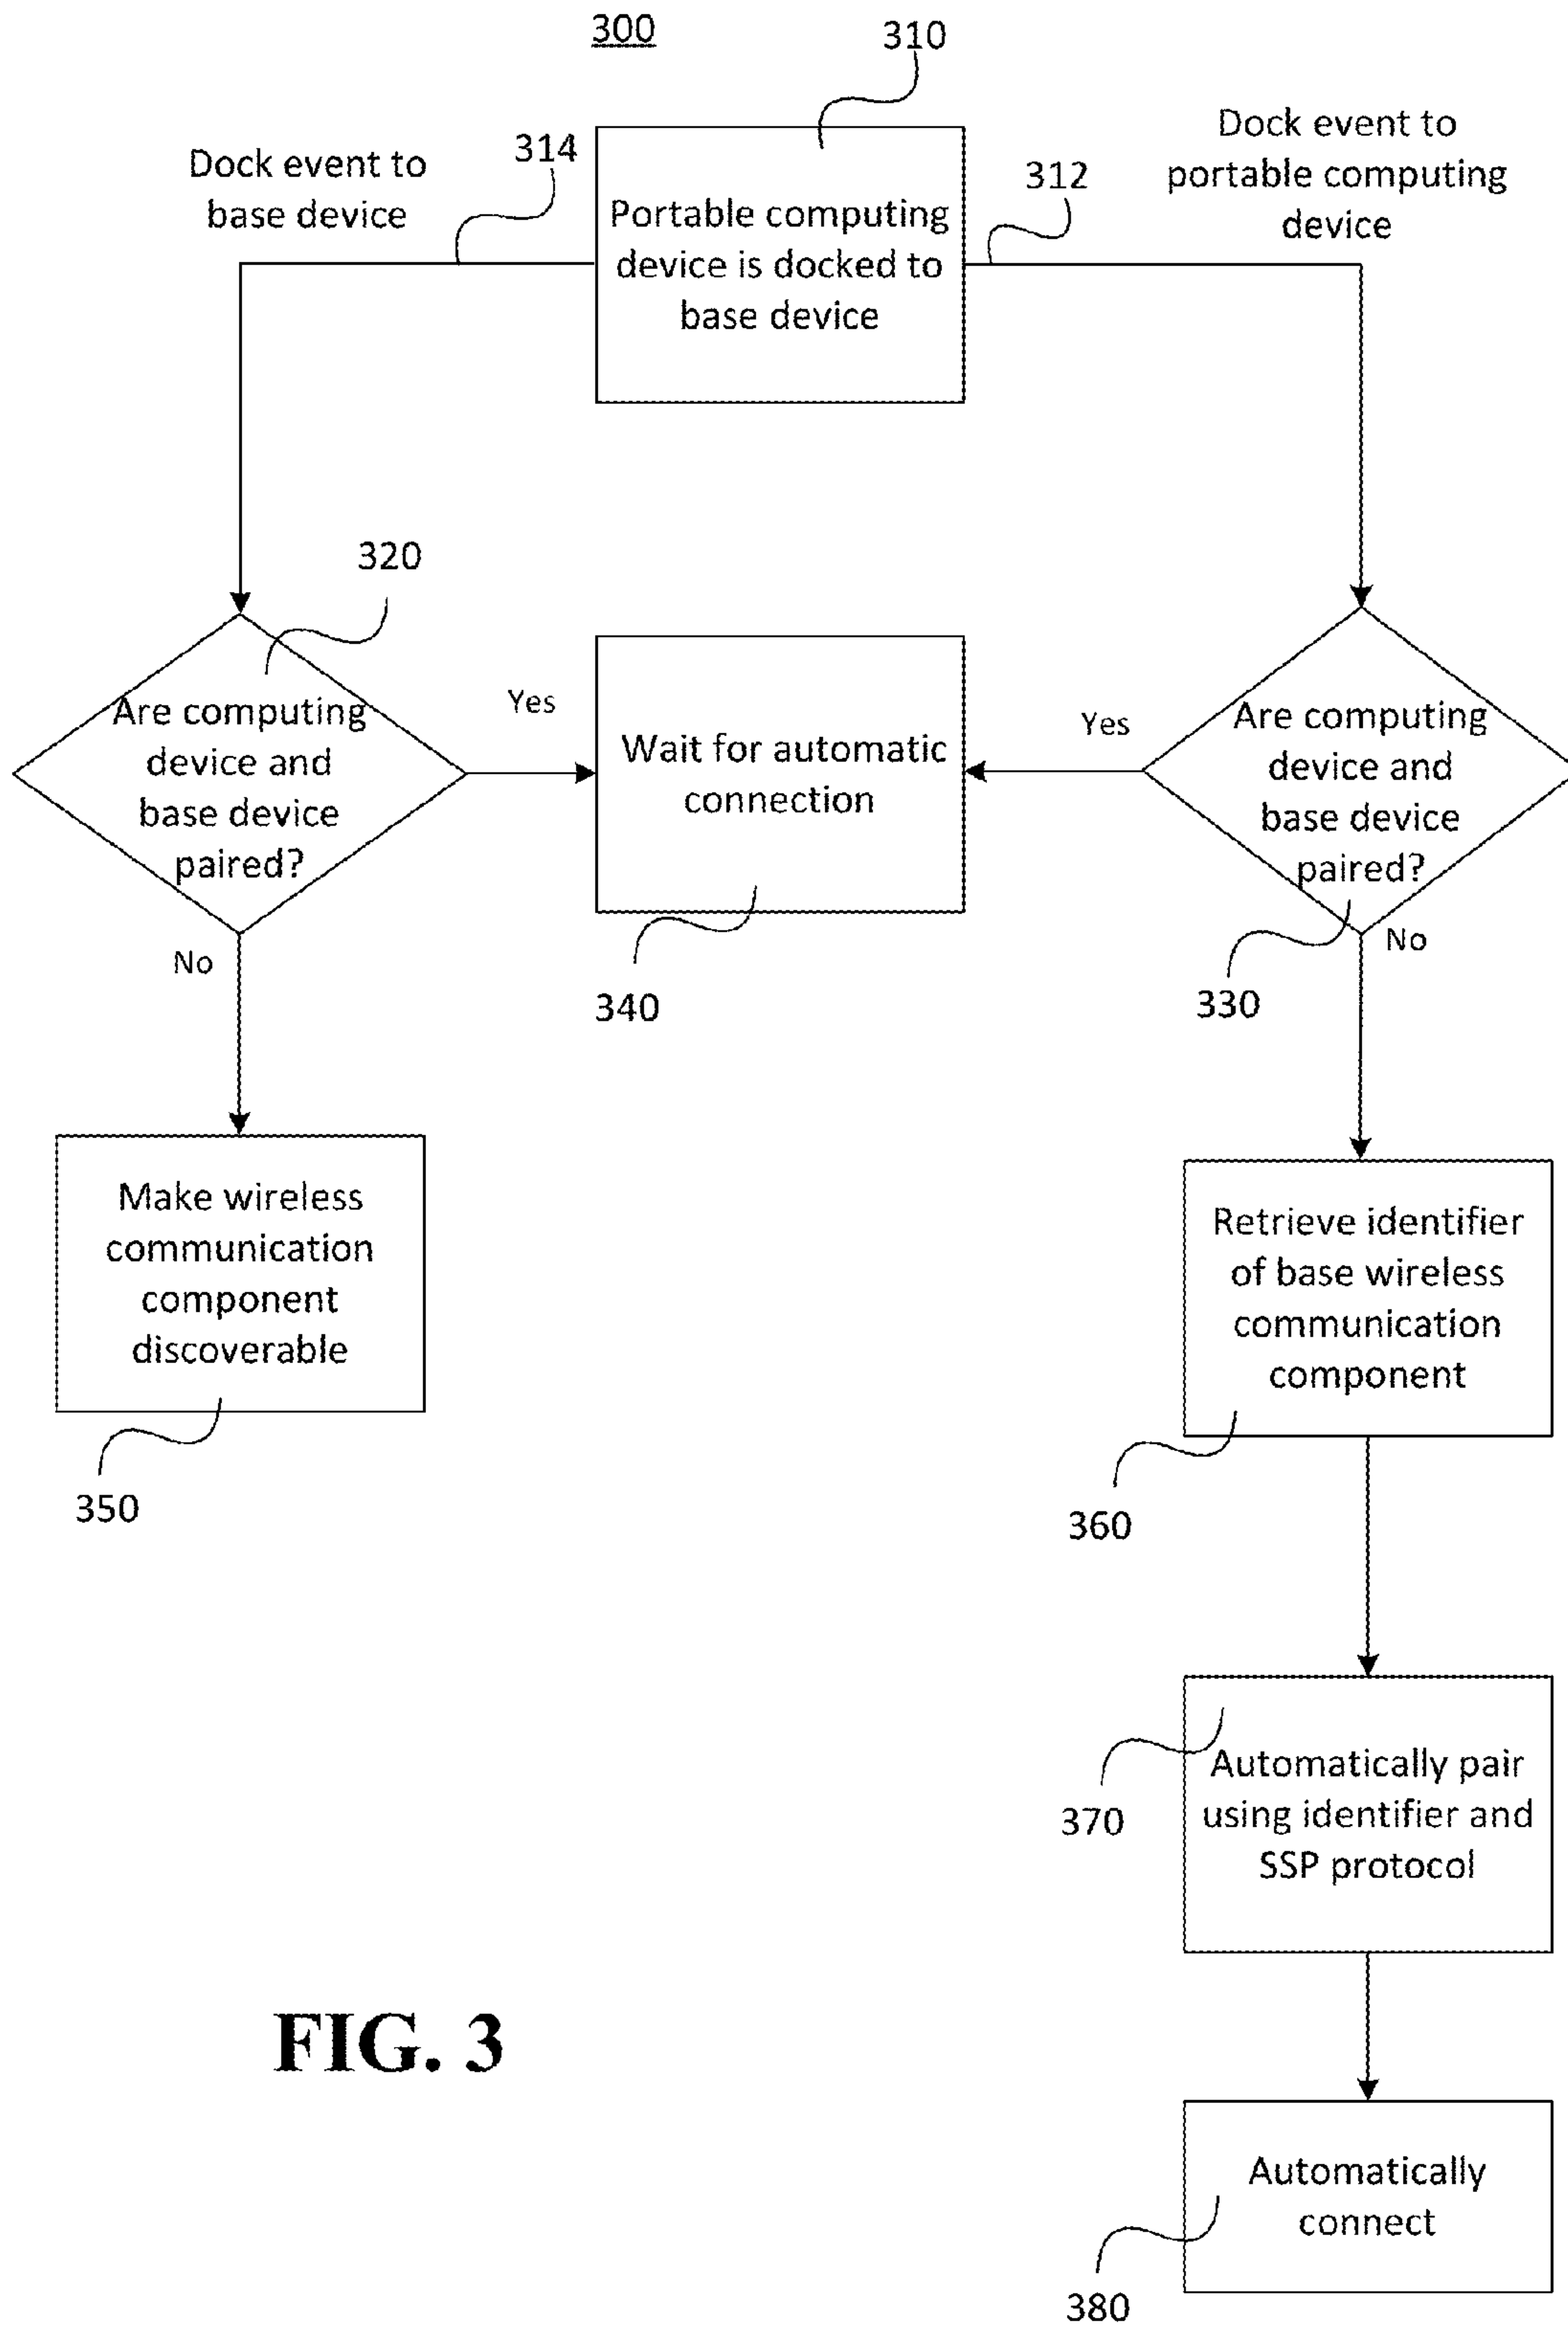 300
310
Dock event to
base device
314
Portable computing
device is docked to
base device
312
Dock event to
portable computing
device
320
Are computing
device and
base device
paired?
Yes
Wait for automatic
connection
340
Yes
Are computing
device and
base device
paired?
330
No
No
Make wireless
communication
component
discoverable
350
Retrieve identifier
of base wireless
communication
component
360
Automatically pair
using identifier and
SSP protocol
370
Automatically
connect
380
FIG. 3